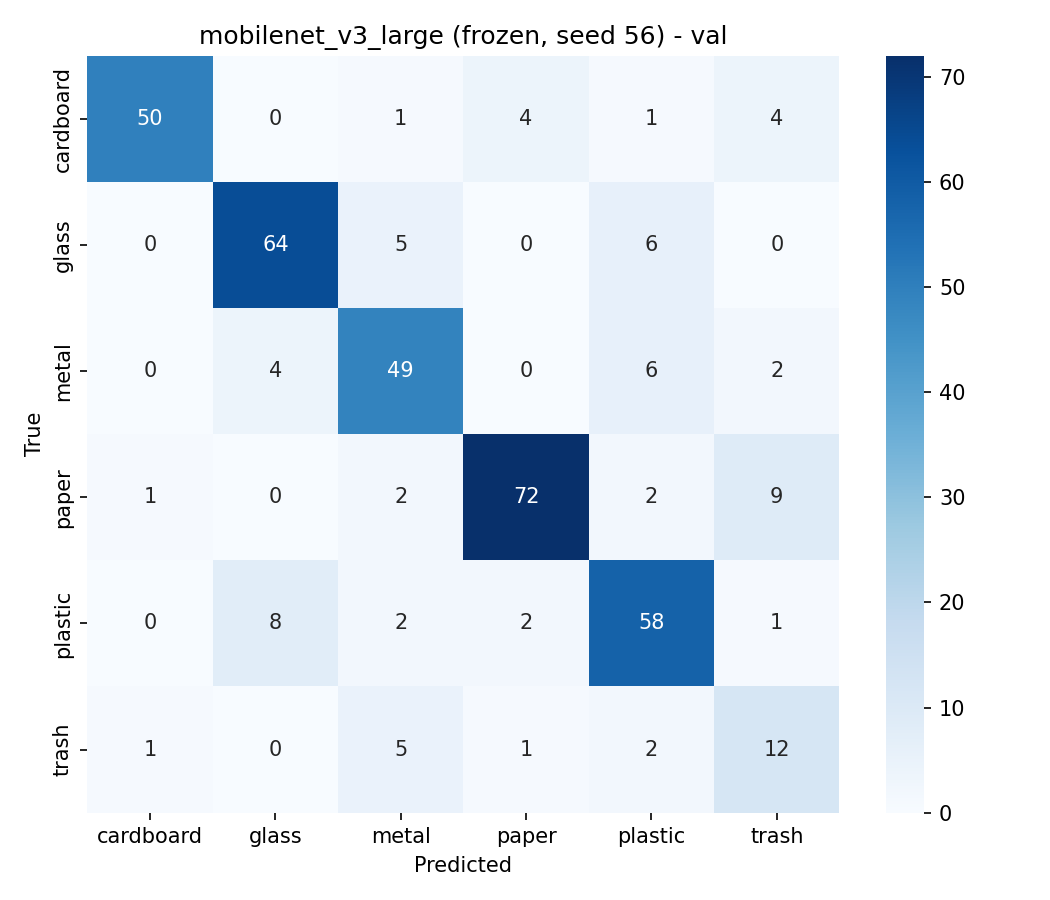 mobilenet_v3_large (frozen, seed 56) - val
True
cardboard 50 0 1 4 1 4
glass 0 64 5 0 6 0
metal 0 4 49 0 6 2
paper 1 0 2 72 2 9
plastic 0 8 2 2 58 1
trash 1 0 5 1 2 12
cardboard glass metal paper plastic trash
Predicted
70
60
50
40
30
20
10
0